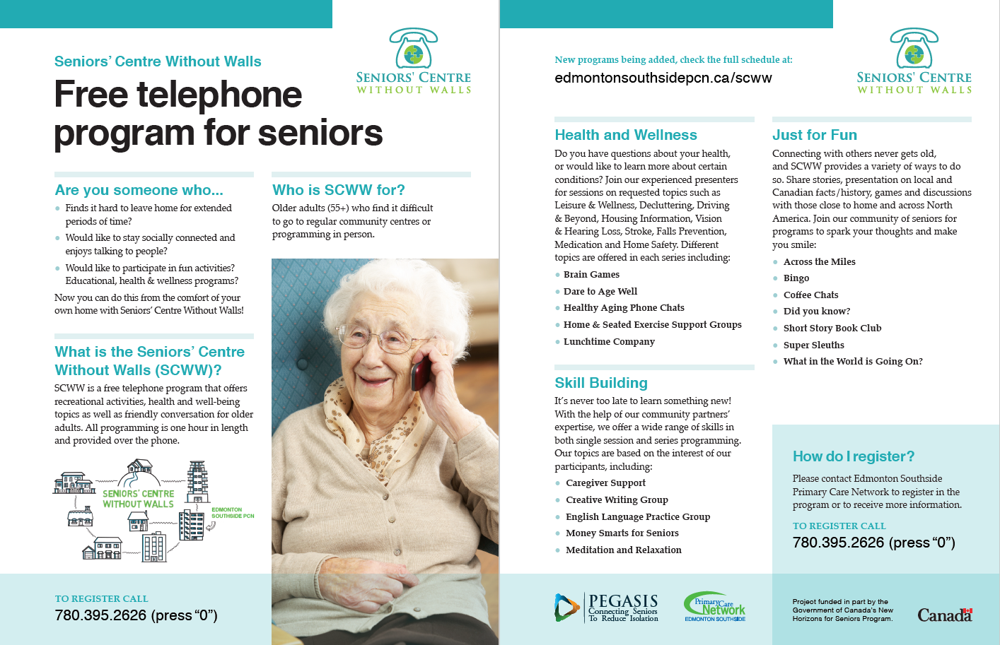 Seniors’ Centre Without Walls
Free telephone
program for seniors
SENIORS' CENTRE
WITHOUT WALLS
Are you someone who...
• Finds it hard to leave home for extended
periods of time?
• Would like to stay socially connected and
enjoys talking to people?
• Would like to participate in fun activities?
Educational, health & wellness programs?
Now you can do this from the comfort of your
own home with Seniors’ Centre Without Walls!
What is the Seniors’ Centre
Without Walls (SCWW)?
SCWW is a free telephone program that offers
recreational activities, health and well-being
topics as well as friendly conversation for older
adults. All programming is one hour in length
and provided over the phone.
SENIORS' CENTRE
WITHOUT WALLS
EDMONTON
SOUTHSIDE PCN
Who is SCWW for?
Older adults (55+) who find it difficult
to go to regular community centres or
programming in person.
TO REGISTER CALL
780.395.2626 (press “0”)
New programs being added, check the full schedule at:
edmontonsouthsidepcn.ca/scww
SENIORS' CENTRE
WITHOUT WALLS
Health and Wellness
Do you have questions about your health,
or would like to learn more about certain
conditions? Join our experienced presenters
for sessions on requested topics such as
Leisure & Wellness, Decluttering, Driving
& Beyond, Housing Information, Vision
& Hearing Loss, Stroke, Falls Prevention,
Medication and Home Safety. Different
topics are offered in each series including:
• Brain Games
• Dare to Age Well
• Healthy Aging Phone Chats
• Home & Seated Exercise Support Groups
• Lunchtime Company
Skill Building
It’s never too late to learn something new!
With the help of our community partners’
expertise, we offer a wide range of skills in
both single session and series programming.
Our topics are based on the interest of our
participants, including:
• Caregiver Support
• Creative Writing Group
• English Language Practice Group
• Money Smarts for Seniors
• Meditation and Relaxation
Just for Fun
Connecting with others never gets old,
and SCWW provides a variety of ways to do
so. Share stories, presentation on local and
Canadian facts/history, games and discussions
with those close to home and across North
America. Join our community of seniors for
programs to spark your thoughts and make
you smile:
• Across the Miles
• Bingo
• Coffee Chats
• Did you know?
• Short Story Book Club
• Super Sleuths
• What in the World is Going On?
How do I register?
Please contact Edmonton Southside
Primary Care Network to register in the
program or to receive more information.
TO REGISTER CALL
780.395.2626 (press “0”)
PEGASIS
Connecting Seniors
To Reduce Isolation
Primary Care
Network
EDMONTON SOUTHSIDE
Project funded in part by the
Government of Canada’s New
Horizons for Seniors Program.
Canada